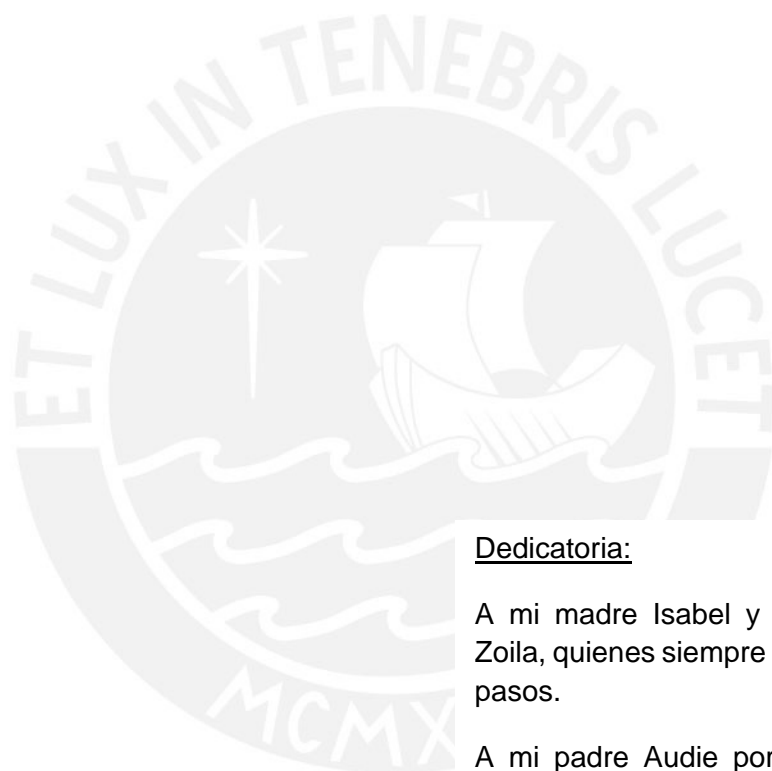 ET LUX IN TENEBRIS LUCET
MCMX
Dedicatoria:
A mi madre Isabel y
Zoila, quienes siempre
pasos.
A mi padre Audie por